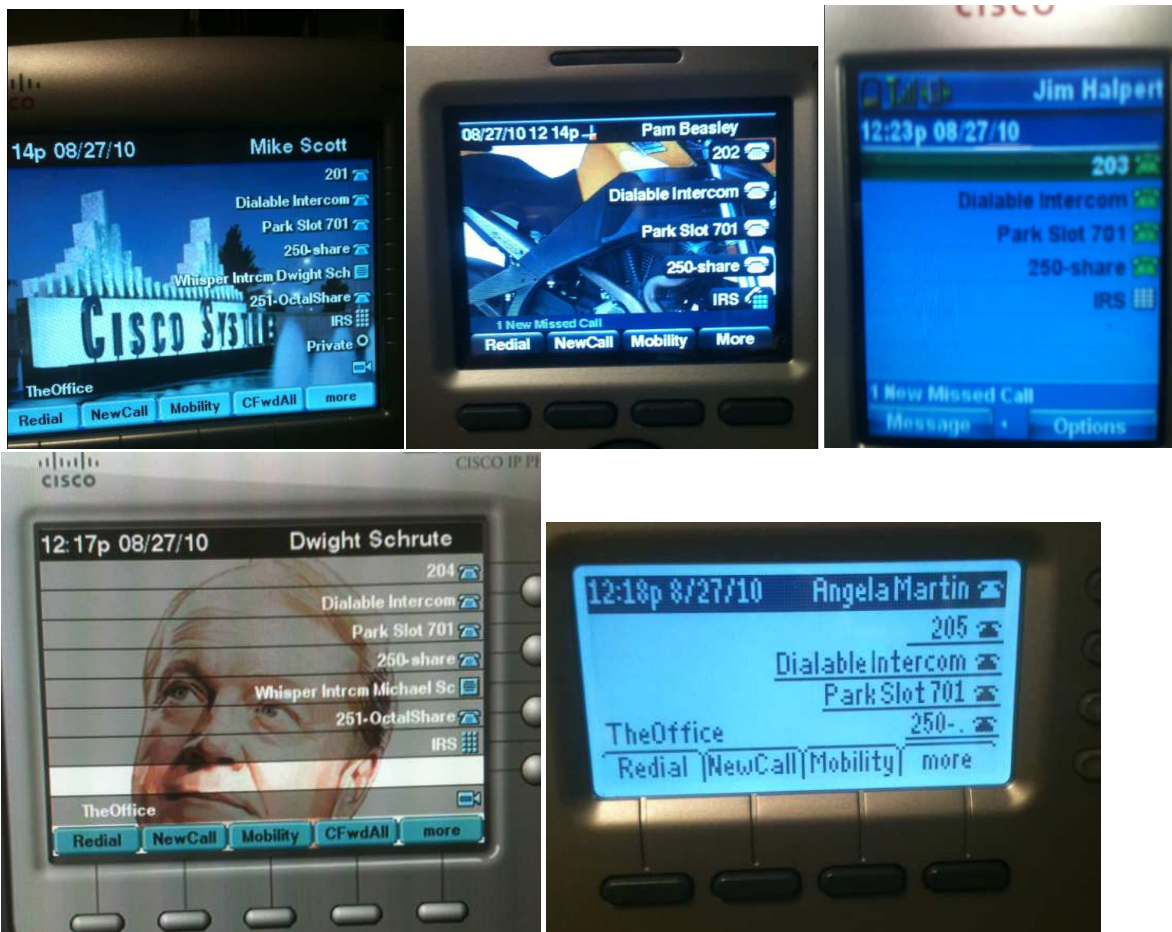 14p 08/27/10 Mike Scott
201
Dialable Intercom
Park Slot 701
250-share
Whisper Intrcm Dwight Sch
251-OctalShare
IRS
Private
CISCO
TheOffice
Redial NewCall Mobility CFwdAll more
08/27/10 12 14p Pam Beasley
202
Dialable Intercom
Park Slot 701
250-share
IRS
1 New Missed Call
Redial NewCall Mobility More
CISCO
Jim Halpert
12:23p 08/27/10
203
Dialable Intercom
Park Slot 701
250-share
IRS
1 New Missed Call
Message Options
CISCO
CISCO IP PH
12:17p 08/27/10 Dwight Schrute
204
Dialable Intercom
Park Slot 701
250-share
Whisper Intrcm Michael Sc
251-OctalShare
IRS
TheOffice
Redial NewCall Mobility CFwdAll more
12:18p 8/27/10 Angela Martin
205
Dialable Intercom
Park Slot 701
250-.
TheOffice
Redial NewCall Mobility more